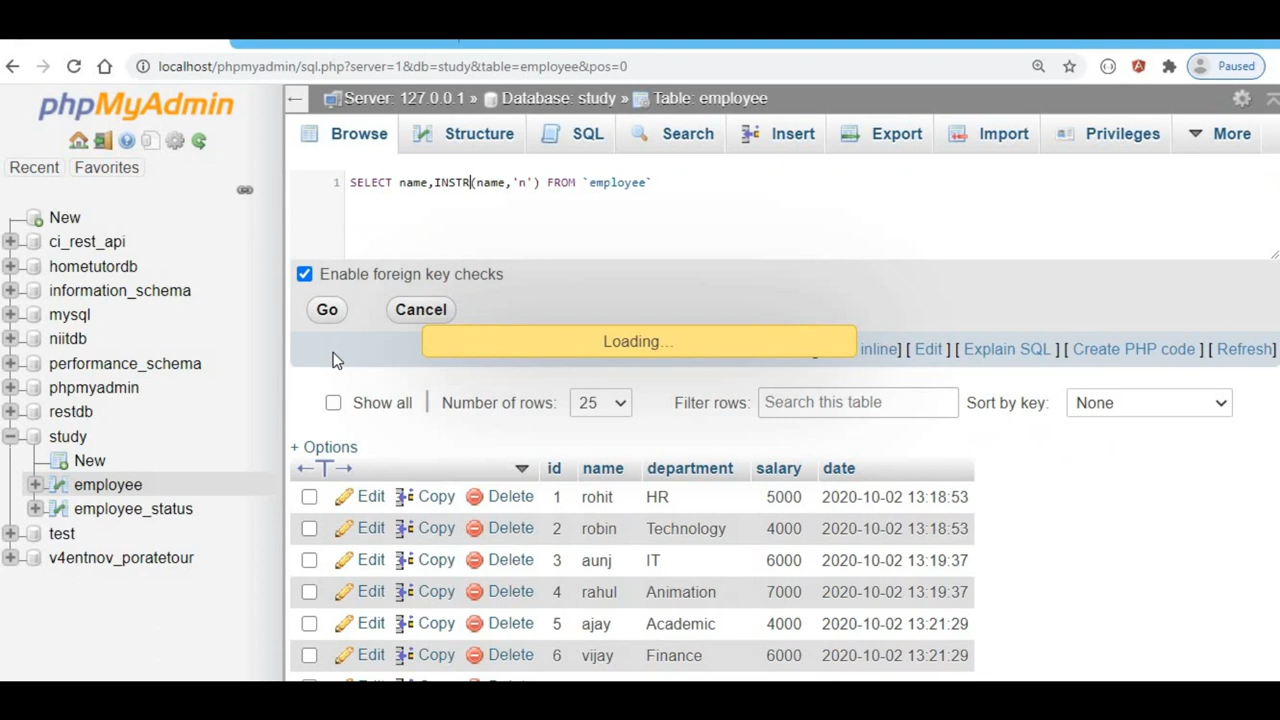 localhost/phpmyadmin/sql.php?server=1&db=study&table=employee&pos=0
Paused
phpMyAdmin
Server: 127.0.0.1 » Database: study » Table: employee
Browse Structure SQL Search Insert Export Import Privileges More
Recent Favorites
1 SELECT name,INSTR(name,'n') FROM `employee`
New
ci_rest_api
hometutordb
information_schema
mysql
niitdb
performance_schema
phpmyadmin
restdb
study
New
employee
employee_status
test
v4entnov_poratetour
Enable foreign key checks
Go Cancel
Loading...
inline] [ Edit ] [ Explain SQL ] [ Create PHP code ] [ Refresh]
Show all Number of rows: 25 Filter rows: Search this table Sort by key: None
+ Options
←T→ id name department salary date
Edit Copy Delete 1 rohit HR 5000 2020-10-02 13:18:53
Edit Copy Delete 2 robin Technology 4000 2020-10-02 13:18:53
Edit Copy Delete 3 aunj IT 6000 2020-10-02 13:19:37
Edit Copy Delete 4 rahul Animation 7000 2020-10-02 13:19:37
Edit Copy Delete 5 ajay Academic 4000 2020-10-02 13:21:29
Edit Copy Delete 6 vijay Finance 6000 2020-10-02 13:21:29